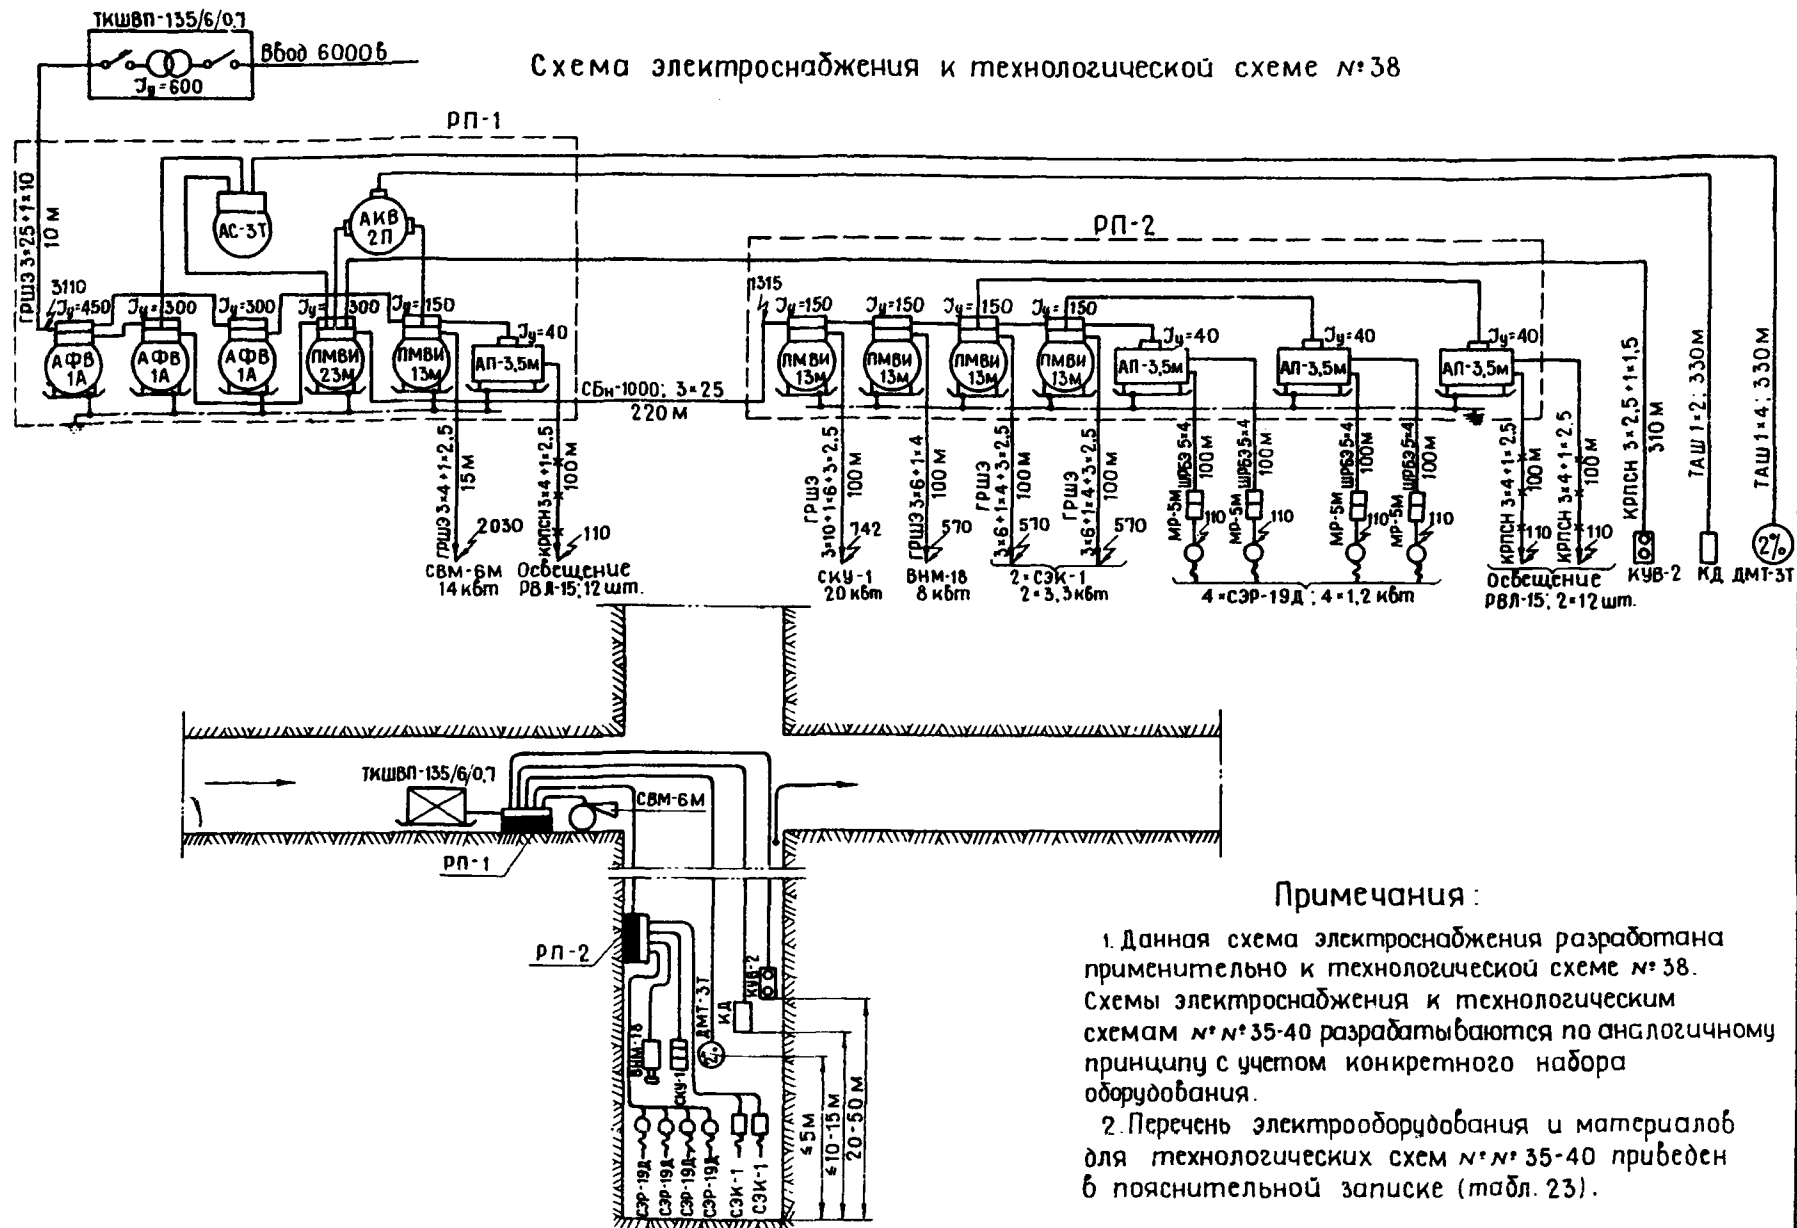 ТКШВП-135/6/0,7
Ввод 6000в
Jу=600
Схема электроснабжения к технологической схеме №38
РП-1
ГРШЭ 3×25+1×10
10 м
АС-3Т
АКВ
2П
3110
Jу=450
Jу=300
Jу=300
Jу=300
Jу=150
Jу=40
АФВ
1А
АФВ
1А
АФВ
1А
ПМВИ
23м
ПМВИ
13м
АП-3,5м
СБн-1000; 3×25
220 м
РП-2
1315
Jу=150
Jу=150
Jу=150
Jу=150
Jу=40
Jу=40
Jу=40
ПМВИ
13м
ПМВИ
13м
ПМВИ
13м
ПМВИ
13м
АП-3,5м
АП-3,5м
АП-3,5м
ГРШЭ 3×4+1×2,5
15 м
2030
СВМ-6М
14 квт
КРПСН 3×4+1×2,5
100 м
110
Освещение
РВЛ-15; 12 шт.
ГРШЭ
3×10+1×6+3×2,5
100 м
742
СКУ-1
20 квт
ГРШЭ 3×6+1×4
100 м
570
ВНМ-18
8 квт
ГРШЭ
3×6+1×4+3×2,5
100 м
570
ГРШЭ
3×6+1×4+3×2,5
100 м
570
2×СЭК-1
2×3,3квт
ШРБЭ 5×4
100 м
МР-5М
110
ШРБЭ 5×4
100 м
МР-5М
110
ШРБЭ 5×4
100 м
МР-5М
110
ШРБЭ 5×4
100 м
МР-5М
110
4×СЭР-19Д; 4×1,2 квт
КРПСН 3×4+1×2,5
100 м
110
КРПСН 3×4+1×2,5
100 м
110
Освещение
РВЛ-15; 2×12 шт.
КРПСН 3×2,5+1×1,5
310 м
КУВ-2
ТАШ 1×2; 330 м
КД
ТАШ 1×4; 330 м
2%
ДМТ-3Т
ТКШВП-135/6/0,7
СВМ-6М
РП-1
РП-2
ВНМ-18
СКУ-1
ДМТ-3Т
2%
КД
КУВ-2
СЭР-19Д
СЭР-19Д
СЭР-19Д
СЭР-19Д
СЭК-1
СЭК-1
≤5м
≤10-15м
20-50 м
Примечания:
1. Данная схема электроснабжения разработана
применительно к технологической схеме №38.
Схемы электроснабжения к технологическим
схемам №№35-40 разрабатываются по аналогичному
принципу с учетом конкретного набора
оборудования.
2. Перечень электрооборудования и материалов
для технологических схем №№35-40 приведен
в пояснительной записке (табл. 23).